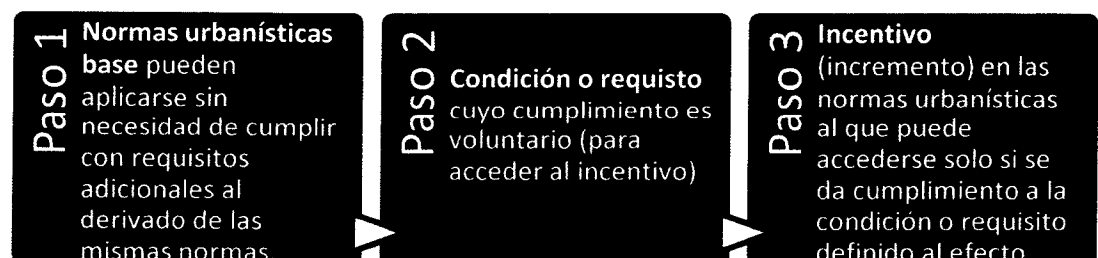 Paso 1
Normas urbanísticas
base pueden
aplicarse sin
necesidad de cumplir
con requisitos
adicionales al
derivado de las
mismas normas
Paso 2
Condición o requisto
cuyo cumplimiento es
voluntario (para
acceder al incentivo)
Paso 3
Incentivo
(incremento) en las
normas urbanísticas
al que puede
accederse solo si se
da cumplimiento a la
condición o requisito
definido al efecto